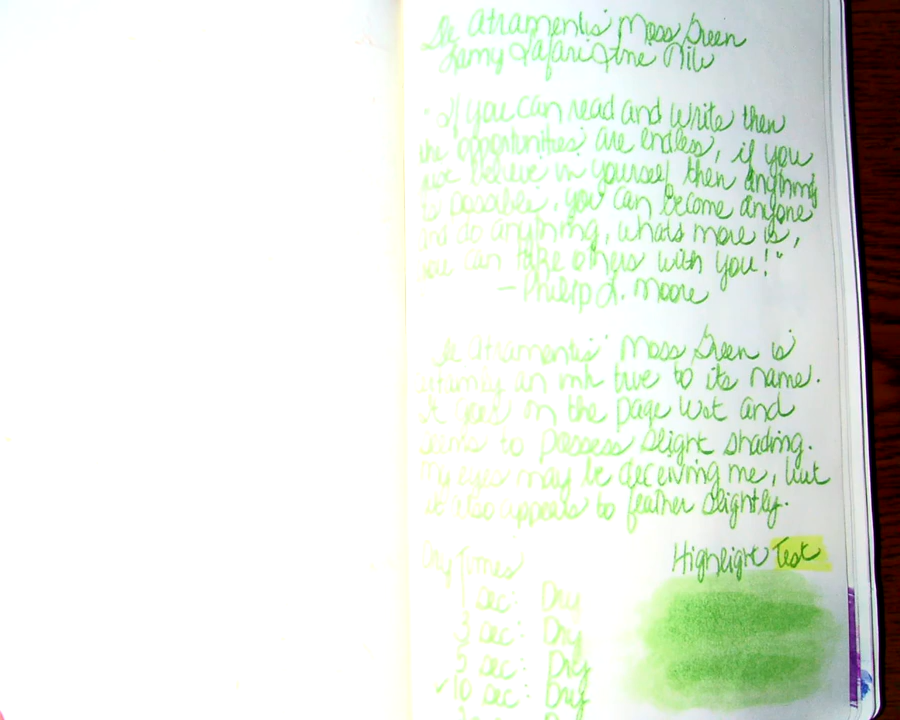 De Atramentis Moss Green
Lamy Safari Fine Nib
"If you can read and write then
the opportunities are endless, if you
believe in yourself then anything
is possible, you can become anyone
and do anything, whats more is,
you can take others with you!"
- Philip L. Moore
De Atramentis Moss Green is
certainly an ink true to its name.
It goes on the page wet and
seems to possess slight shading.
My eyes may be deceiving me, but
it also appears to feather slightly.
Dry Times
Highlight Test
1 sec: Dry
3 sec: Dry
5 sec: Dry
✓10 sec: Dry